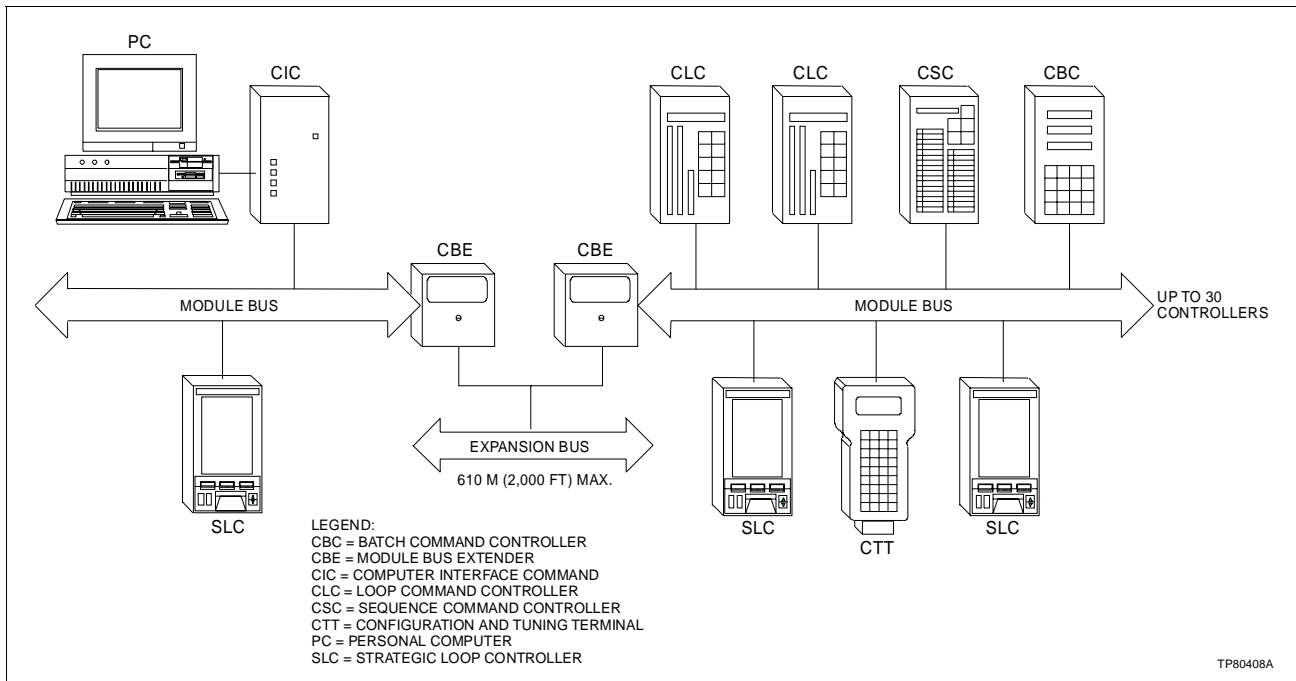 PC
CIC
CLC
CLC
CSC
CBC
CBE
CBE
MODULE BUS
MODULE BUS
UP TO 30
CONTROLLERS
EXPANSION BUS
610 M (2,000 FT) MAX.
SLC
SLC
CTT
SLC
LEGEND:
CBC = BATCH COMMAND CONTROLLER
CBE = MODULE BUS EXTENDER
CIC = COMPUTER INTERFACE COMMAND
CLC = LOOP COMMAND CONTROLLER
CSC = SEQUENCE COMMAND CONTROLLER
CTT = CONFIGURATION AND TUNING TERMINAL
PC = PERSONAL COMPUTER
SLC = STRATEGIC LOOP CONTROLLER
TP80408A